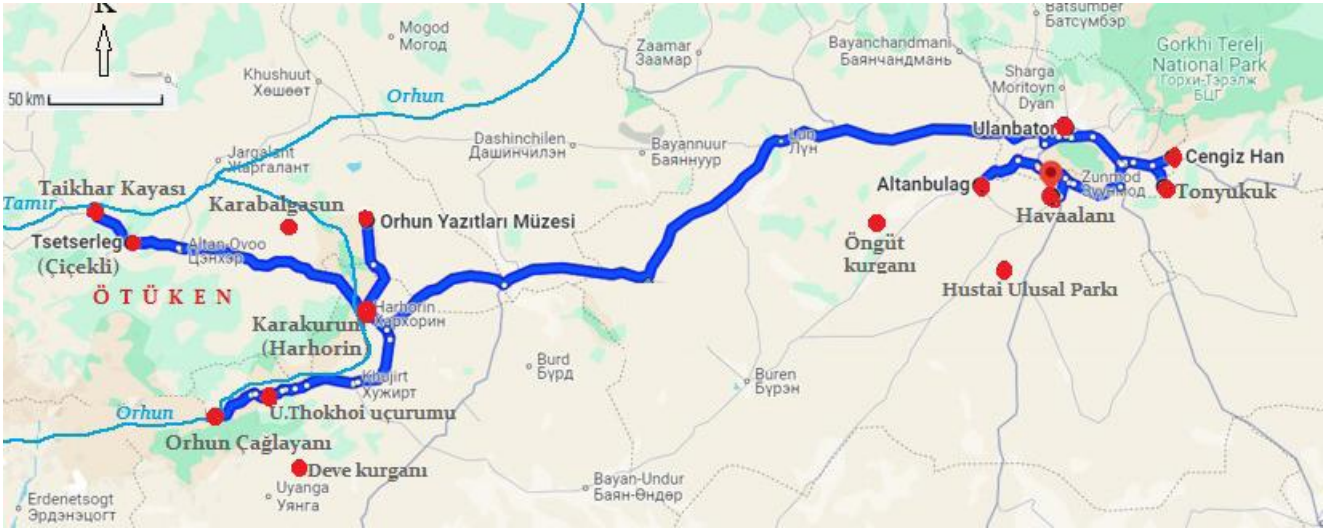 K
50 km
Mogod
Могод
Khushuut
Хөшөөт
Orhun
Zaamar
Заамар
Bayanchandmani
Баянчандмань
Batsumber
Батсүмбэр
Gorkhi Terelj
National Park
Горхи-Тэрэлж
БЦГ
Sharga
Moritoyn
Dyan
Ulanbator
Dashinchilen
Дашинчилэн
Bayannuur
Баяннуур
Lun
Лүн
Jargalant
Жаргалант
Cengiz Han
Taikhar Kayası
Tamır
Karabalgasun
Orhun Yazıtları Müzesi
Altanbulag
Zunmod
Зуунмод
Tonyukuk
Havaalanı
Tsetserleg
(Çiçekli)
Altan-Ovoo
Цэнхэр
Öngüt
kurganı
Hustai Ulusal Parkı
ÖTÜKEN
Harhorin
Хархорин
Karakurum
(Harhorin)
Burd
Бүрд
Buren
Бүрэн
Khujirt
Хужирт
U.Thokhoi uçurumu
Orhun
Orhun Çağlayanı
Deve kurganı
Uyanga
Уянга
Bayan-Undur
Баян-Өндөр
Erdenetsogt
Эрдэнэцогт